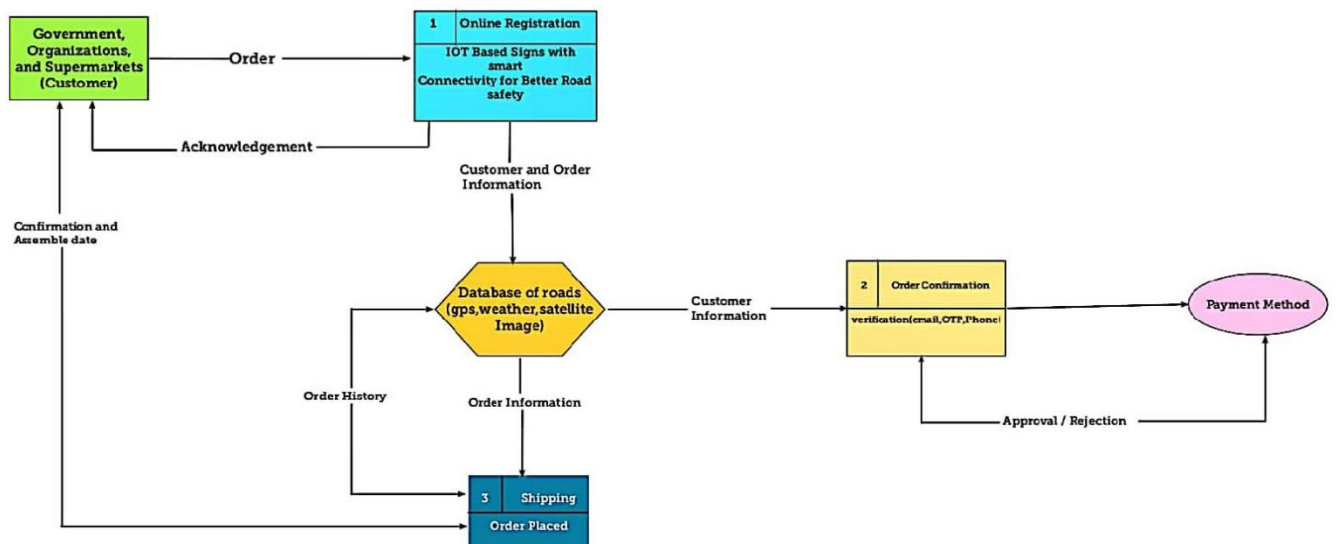 Government,
Organizations,
and Supermarkets
(Customer)
Order
1
Online Registration
IOT Based Signs with
smart
Connectivity for Better Road
safety
Acknowledgement
Customer and Order
Information
Confirmation and
Assemble date
Database of roads
(gps,weather,satellite
Image)
Customer
Information
2
Order Confirmation
verification(email,OTP,Phone)
Payment Method
Order History
Order Information
Approval / Rejection
3
Shipping
Order Placed